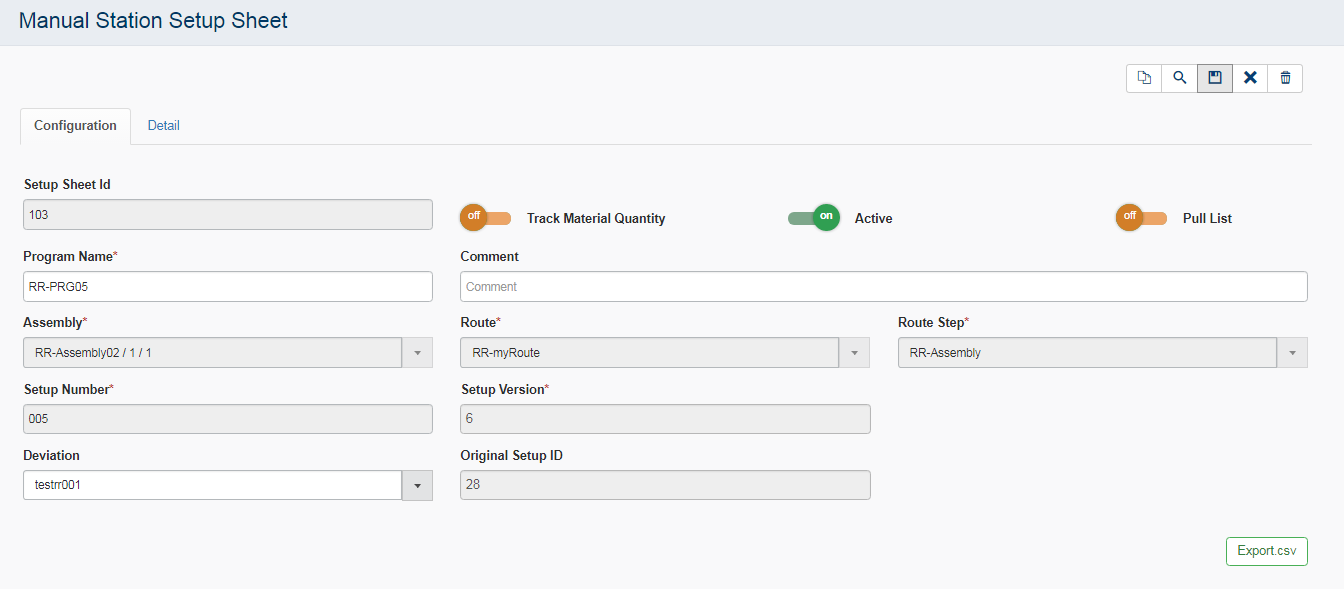 Manual Station Setup Sheet
Configuration Detail
Setup Sheet Id
103
off Track Material Quantity on Active off Pull List
Program Name* Comment
RR-PRG05 Comment
Assembly* Route* Route Step*
RR-Assembly02 / 1 / 1 RR-myRoute RR-Assembly
Setup Number* Setup Version*
005 6
Deviation Original Setup ID
testrr001 28
Export.csv